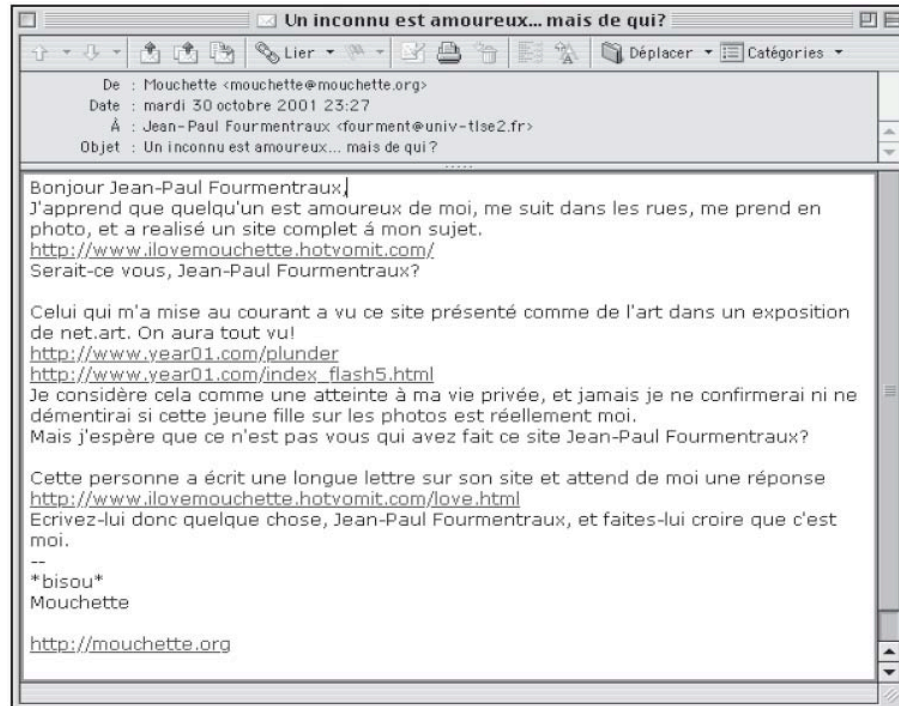 Un inconnu est amoureux... mais de qui?
Lier
Déplacer
Catégories
De : Mouchette <mouchette@mouchette.org>
Date : mardi 30 octobre 2001 23:27
À : Jean-Paul Fourmentraux <fourment@univ-tlse2.fr>
Objet : Un inconnu est amoureux... mais de qui?
Bonjour Jean-Paul Fourmentraux,
J'apprend que quelqu'un est amoureux de moi, me suit dans les rues, me prend en
photo, et a realisé un site complet á mon sujet.
http://www.ilovemouchette.hotvomit.com/
Serait-ce vous, Jean-Paul Fourmentraux?
Celui qui m'a mise au courant a vu ce site présenté comme de l'art dans un exposition
de net.art. On aura tout vu!
http://www.year01.com/plunder
http://www.year01.com/index_flash5.html
Je considère cela comme une atteinte à ma vie privée, et jamais je ne confirmerai ni ne
démentirai si cette jeune fille sur les photos est réellement moi.
Mais j'espère que ce n'est pas vous qui avez fait ce site Jean-Paul Fourmentraux?
Cette personne a écrit une longue lettre sur son site et attend de moi une réponse
http://www.ilovemouchette.hotvomit.com/love.html
Ecrivez-lui donc quelque chose, Jean-Paul Fourmentraux, et faites-lui croire que c'est
moi.
--
*bisou*
Mouchette
http://mouchette.org